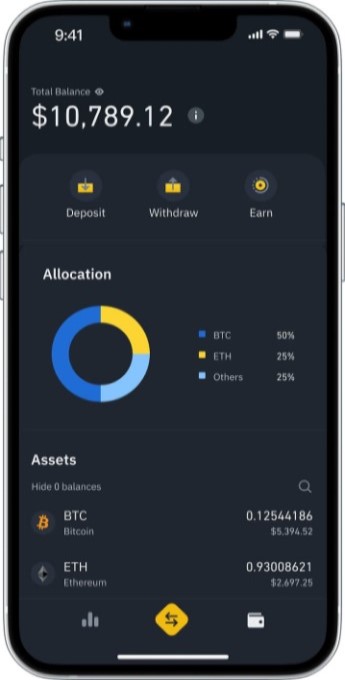 9:41
Total Balance
$10,789.12
Deposit Withdraw Earn
Allocation
BTC 50%
ETH 25%
Others 25%
Assets
Hide 0 balances
BTC 0.12544186
Bitcoin $5,394.52
ETH 0.93008621
Ethereum $2,697.25